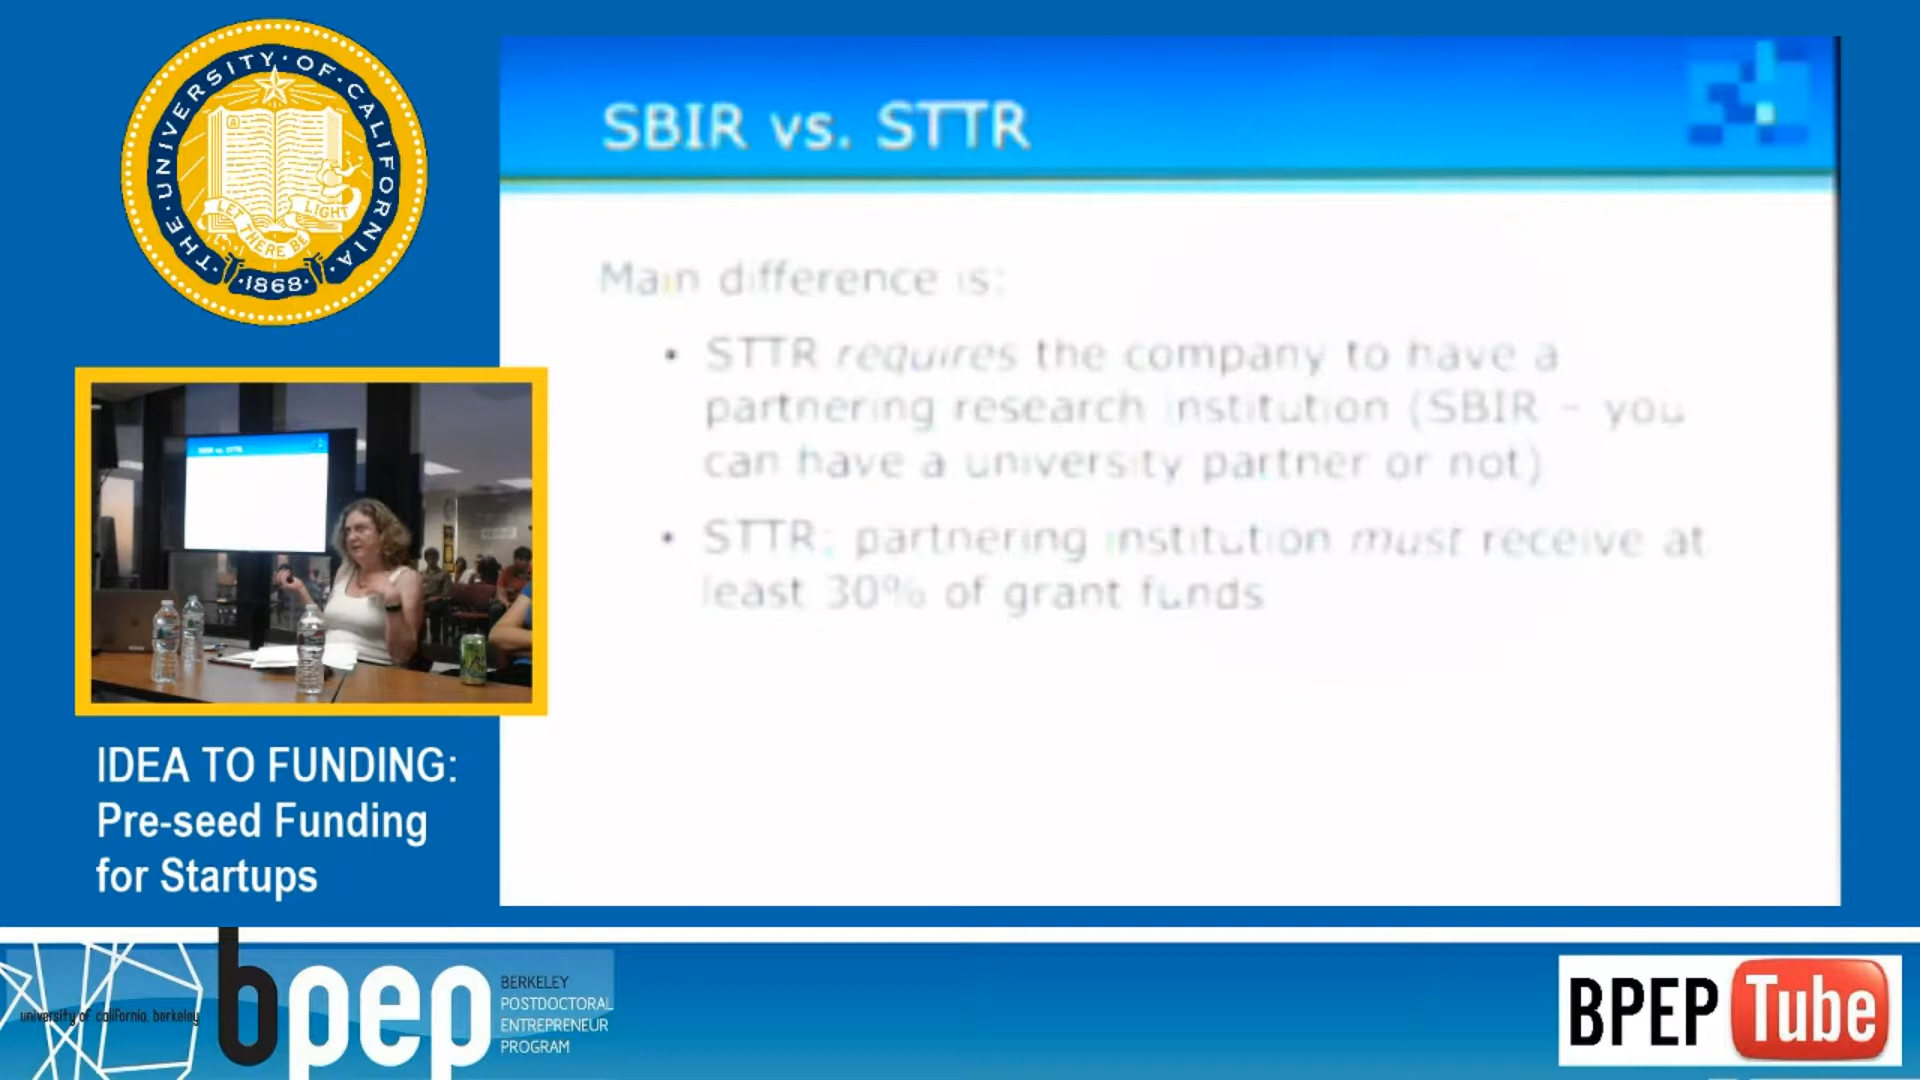 THE·UNIVERSITY·OF·CALIFORNIA
LET THERE BE LIGHT
·1868·
SBIR vs. STTR
Main difference is:
• STTR requires the company to have a
partnering research institution (SBIR – you
can have a university partner or not)
• STTR: partnering institution must receive at
least 30% of grant funds
SBIR vs. STTR
IDEA TO FUNDING:
Pre-seed Funding
for Startups
university of california, berkeley
bpep
BERKELEY
POSTDOCTORAL
ENTREPRENEUR
PROGRAM
BPEP Tube